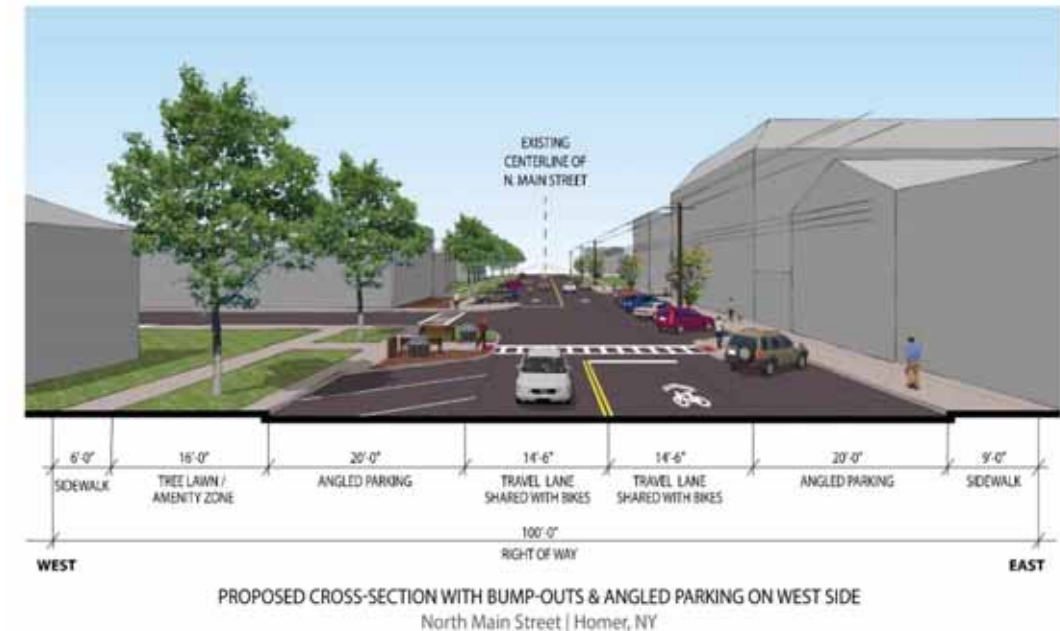 EXISTING
CENTERLINE OF
N. MAIN STREET
6'-0"
16'-0"
20'-0"
14'-6"
14'-6"
20'-0"
9'-0"
SIDEWALK
TREE LAWN /
AMENITY ZONE
ANGLED PARKING
TRAVEL LANE
SHARED WITH BIKES
TRAVEL LANE
SHARED WITH BIKES
ANGLED PARKING
SIDEWALK
100'-0"
RIGHT OF WAY
WEST
EAST
PROPOSED CROSS-SECTION WITH BUMP-OUTS & ANGLED PARKING ON WEST SIDE
North Main Street | Homer, NY